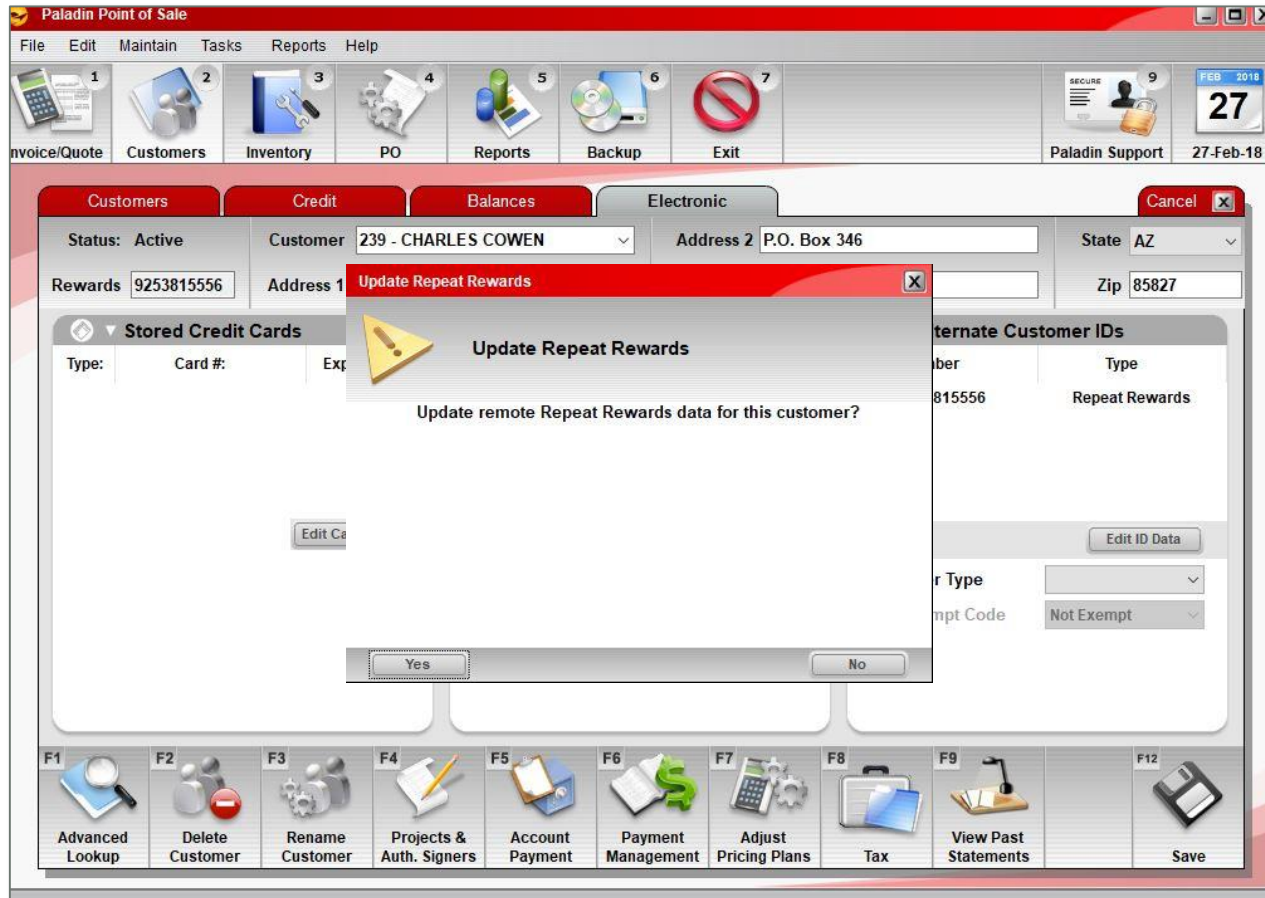 Paladin Point of Sale
File Edit Maintain Tasks Reports Help
1 2 3 4 5 6 7 SECURE 9 FEB 2018
27
nvoice/Quote Customers Inventory PO Reports Backup Exit Paladin Support 27-Feb-18
Customers Credit Balances Electronic Cancel X
Status: Active Customer 239 - CHARLES COWEN Address 2 P.O. Box 346 State AZ
Rewards 9253815556 Address 1 Zip 85827
Update Repeat Rewards X
Update Repeat Rewards
Update remote Repeat Rewards data for this customer?
Yes No
Stored Credit Cards ternate Customer IDs
Type: Card #: Exp ber Type
815556 Repeat Rewards
Edit Ca Edit ID Data
r Type
mpt Code Not Exempt
F1 F2 F3 F4 F5 F6 F7 F8 F9 F12
Advanced Lookup Delete Customer Rename Customer Projects & Auth. Signers Account Payment Payment Management Adjust Pricing Plans Tax View Past Statements Save